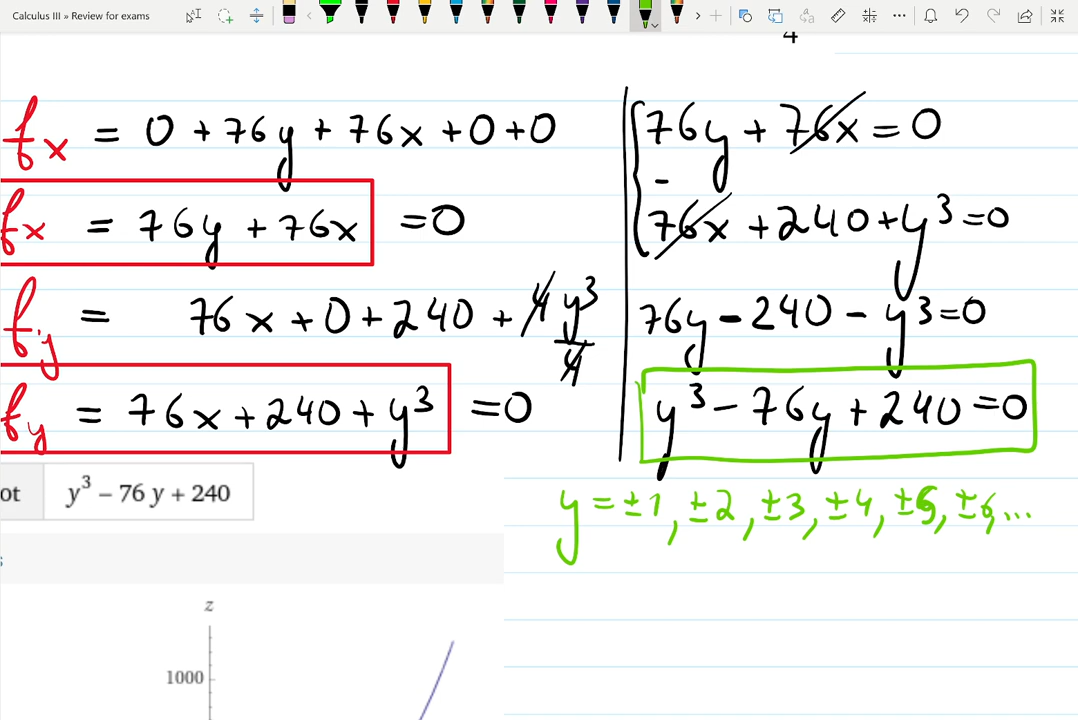 Calculus III » Review for exams
4
fx = 0 + 76y + 76x + 0 + 0
fx = 76y + 76x = 0
fy = 76x + 0 + 240 + 4y³/4
fy = 76x + 240 + y³ = 0
ot y³ – 76 y + 240
s
z
1000
76y + 76x = 0
-
76x + 240 + y³ = 0
76y - 240 - y³ = 0
y³ - 76y + 240 = 0
y = ±1, ±2, ±3, ±4, ±5, ±6, ...